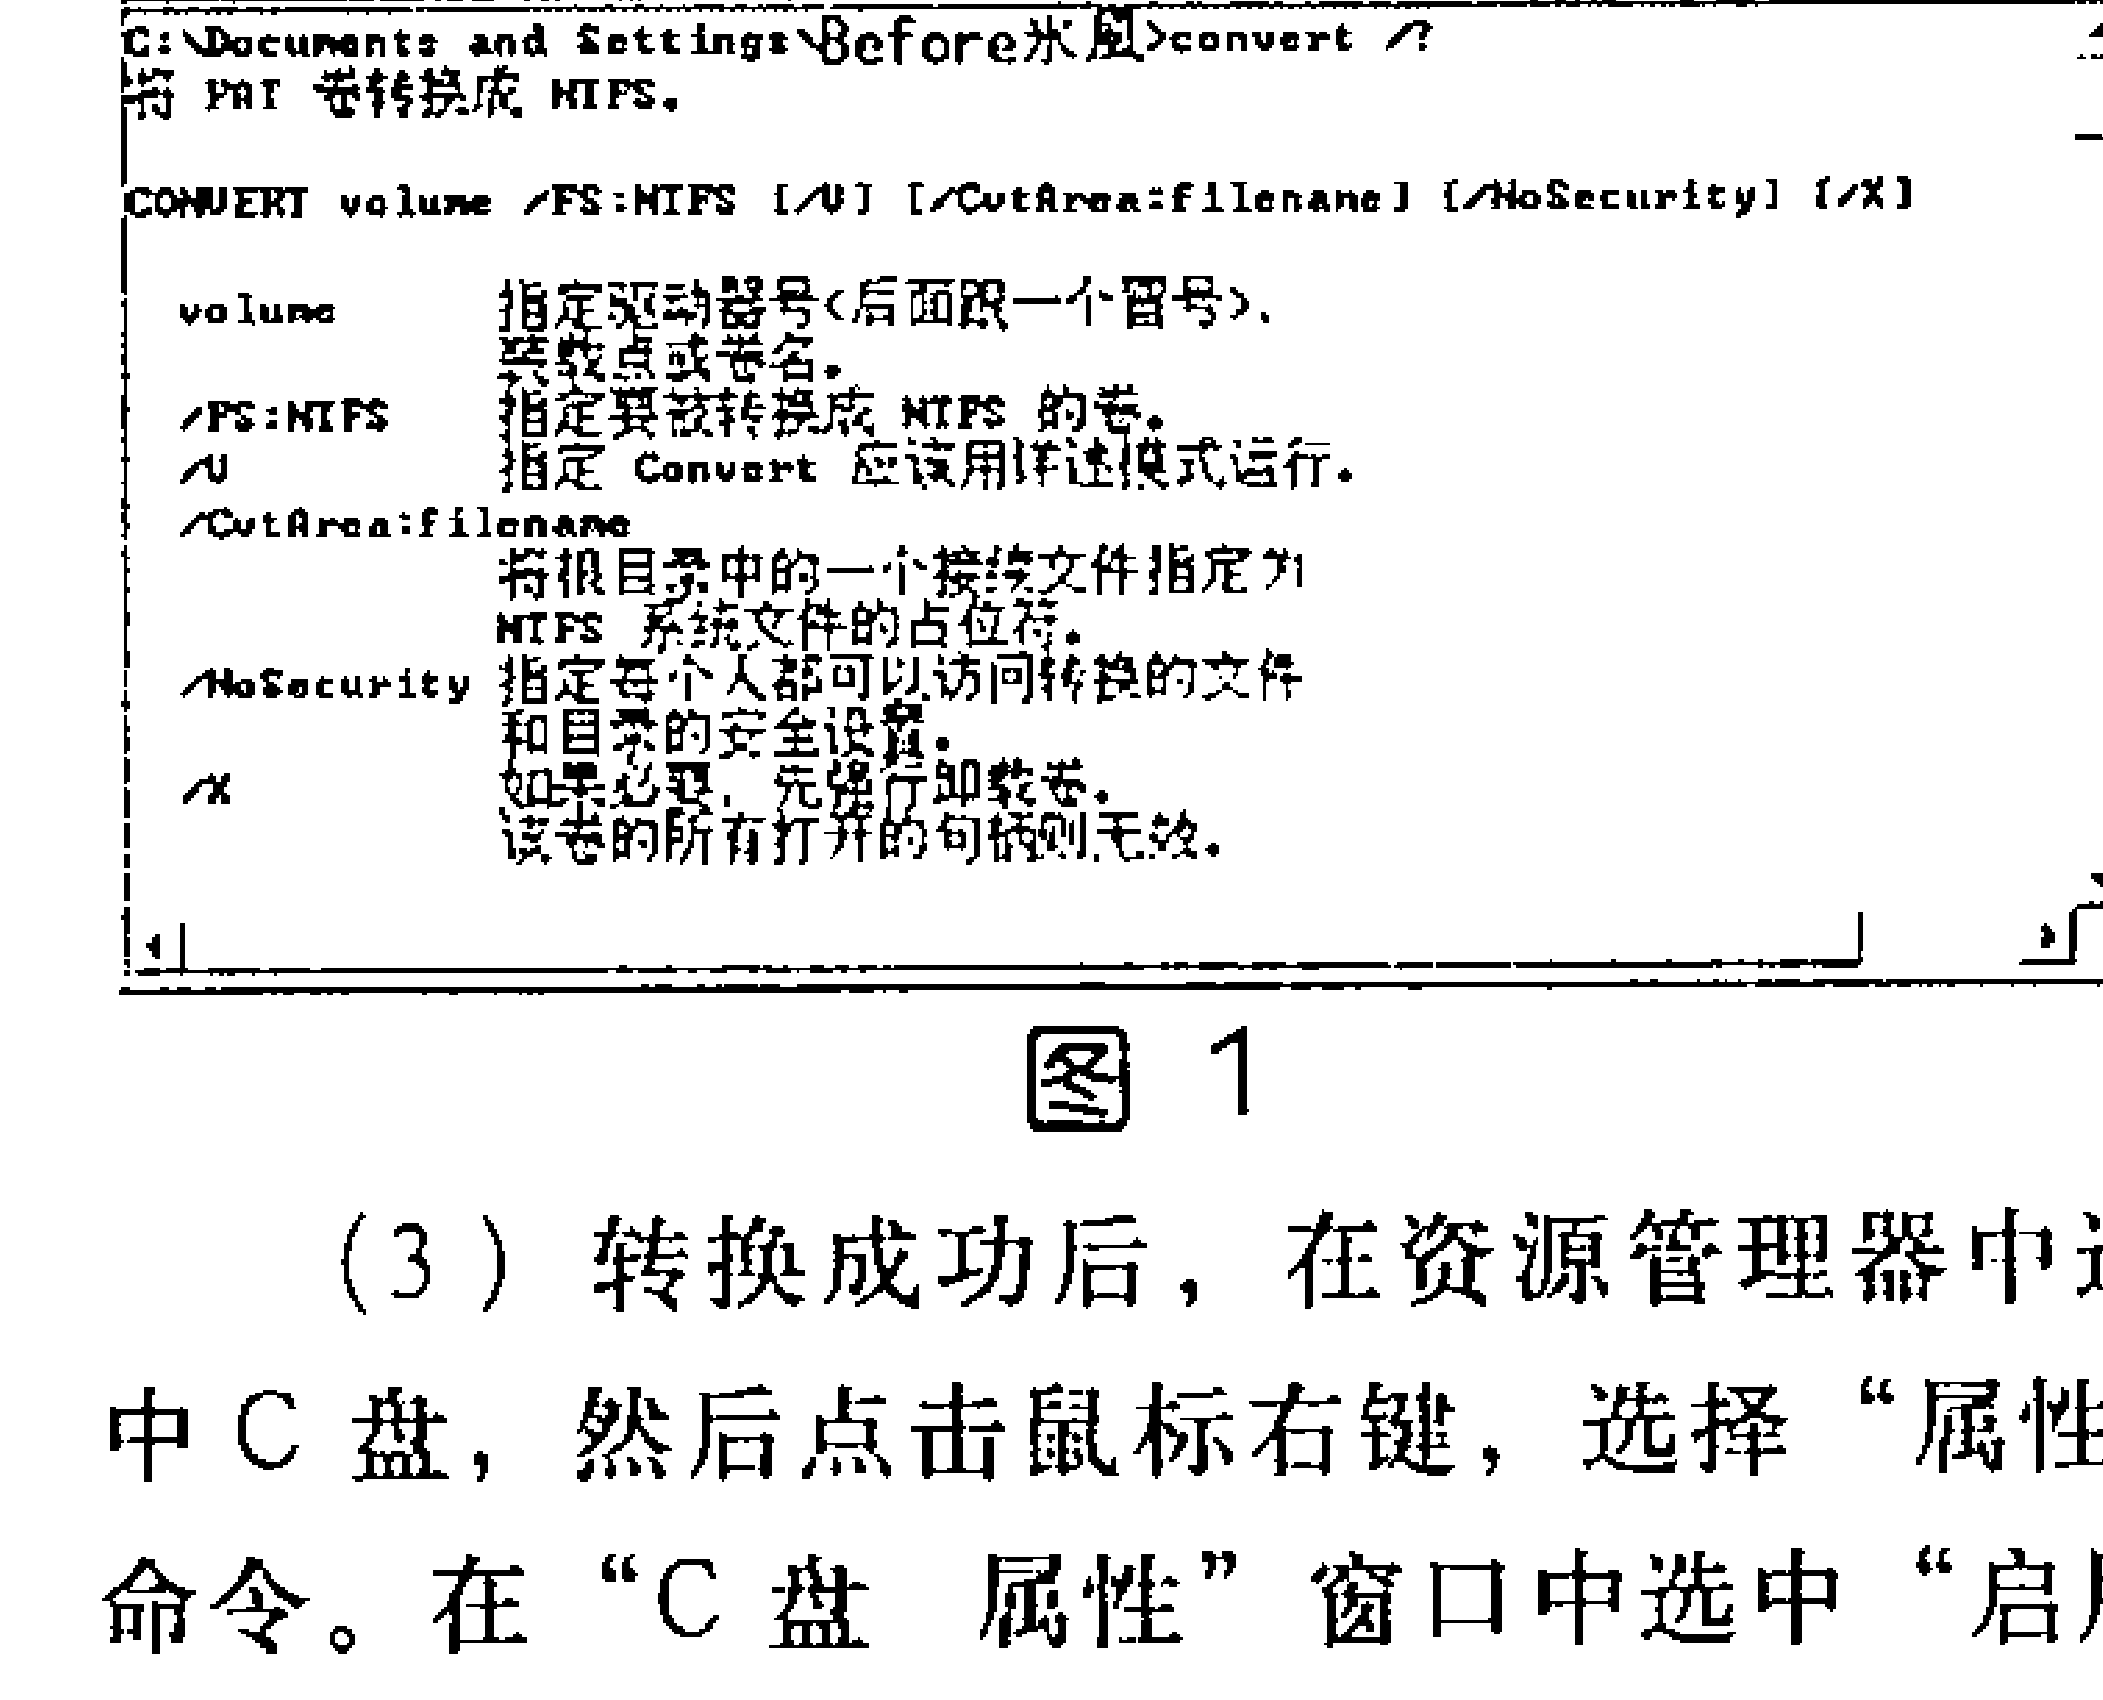 C:\Documents and Settings\Before氷風>convert /?
将 FAT 卷转换成 NTFS。
CONVERT volume /FS:NTFS [/V] [/CvtArea:filename] [/NoSecurity] [/X]
volume 指定驱动器号(后面跟一个冒号)、
装载点或卷名。
/FS:NTFS 指定要被转换成 NTFS 的卷。
/V 指定 Convert 应该用详述模式运行。
/CvtArea:filename
将根目录中的一个接续文件指定为
NTFS 系统文件的占位符。
/NoSecurity 指定每个人都可以访问转换的文件
和目录的安全设置。
/X 如果必要，先强行卸载卷。
该卷的所有打开的句柄则无效。
图 1
(3) 转换成功后，在资源管理器中选
中 C 盘，然后点击鼠标右键，选择“属性
命令。在“C 盘 属性”窗口中选中“启用